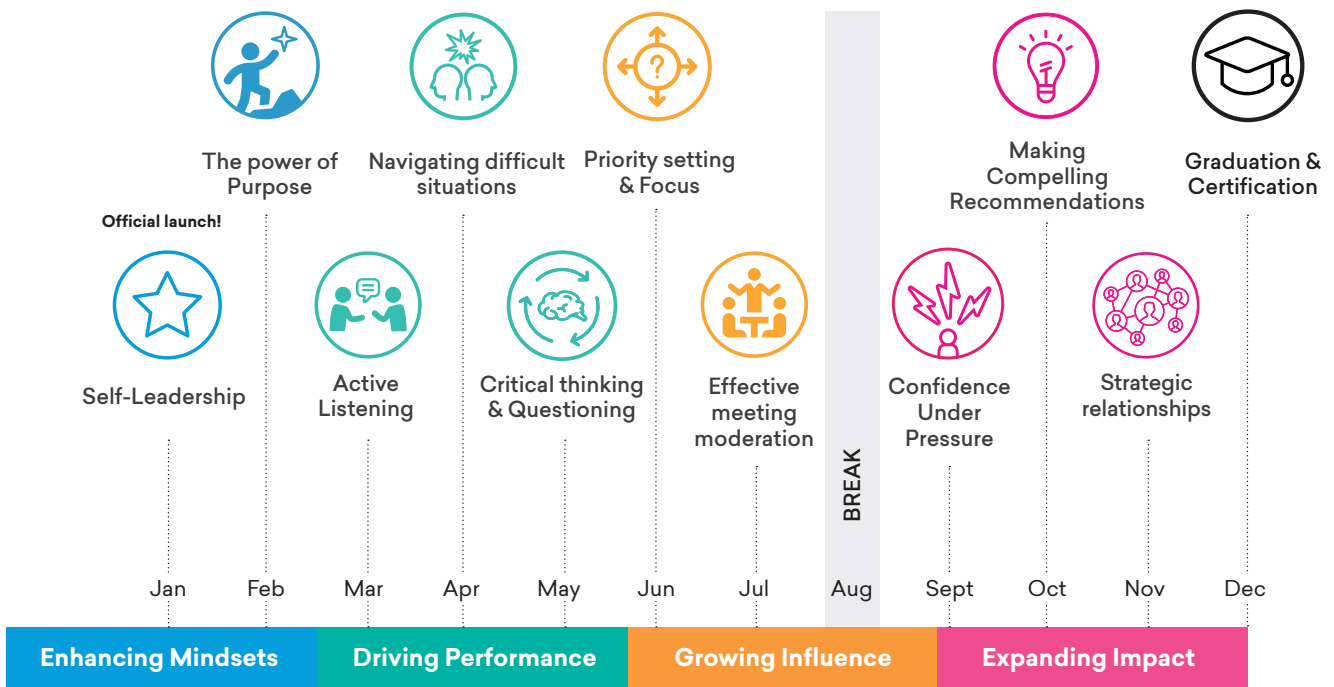 The power of
Purpose
Navigating difficult
situations
Priority setting
& Focus
Making
Compelling
Recommendations
Graduation &
Certification
Official launch!
Self-Leadership
Active
Listening
Critical thinking
& Questioning
?
Effective
meeting
moderation
BREAK
Confidence
Under
Pressure
Strategic
relationships
Jan
Feb
Mar
Apr
May
Jun
Jul
Aug
Sept
Oct
Nov
Dec
Enhancing Mindsets
Driving Performance
Growing Influence
Expanding Impact